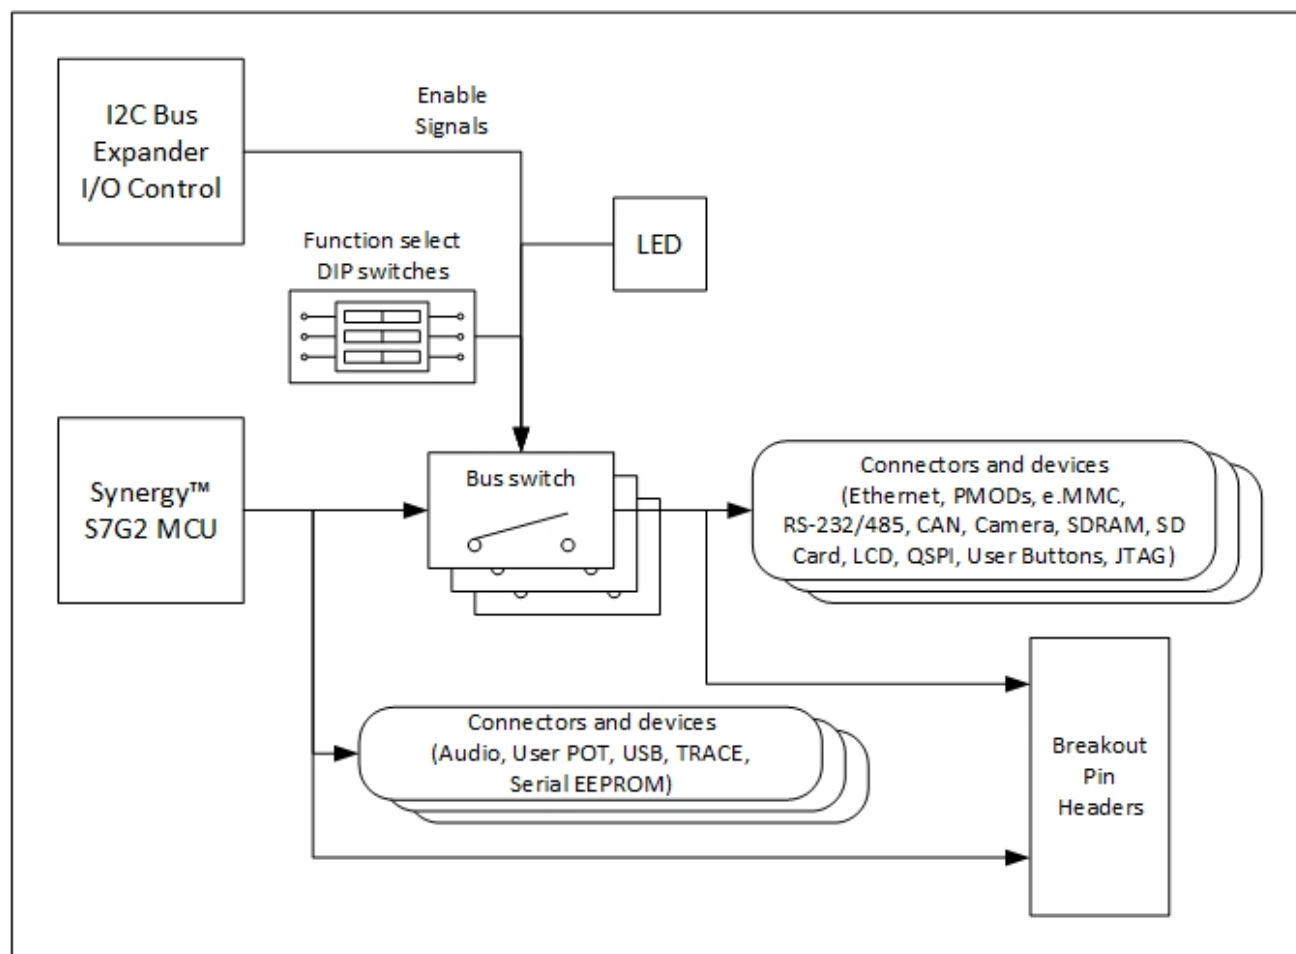 I2C Bus
Expander
I/O Control
Enable
Signals
LED
Function select
DIP switches
Synergy™
S7G2 MCU
Bus switch
Connectors and devices
(Ethernet, PMODs, e.MMC,
RS-232/485, CAN, Camera, SDRAM, SD
Card, LCD, QSPI, User Buttons, JTAG)
Connectors and devices
(Audio, User POT, USB, TRACE,
Serial EEPROM)
Breakout
Pin
Headers